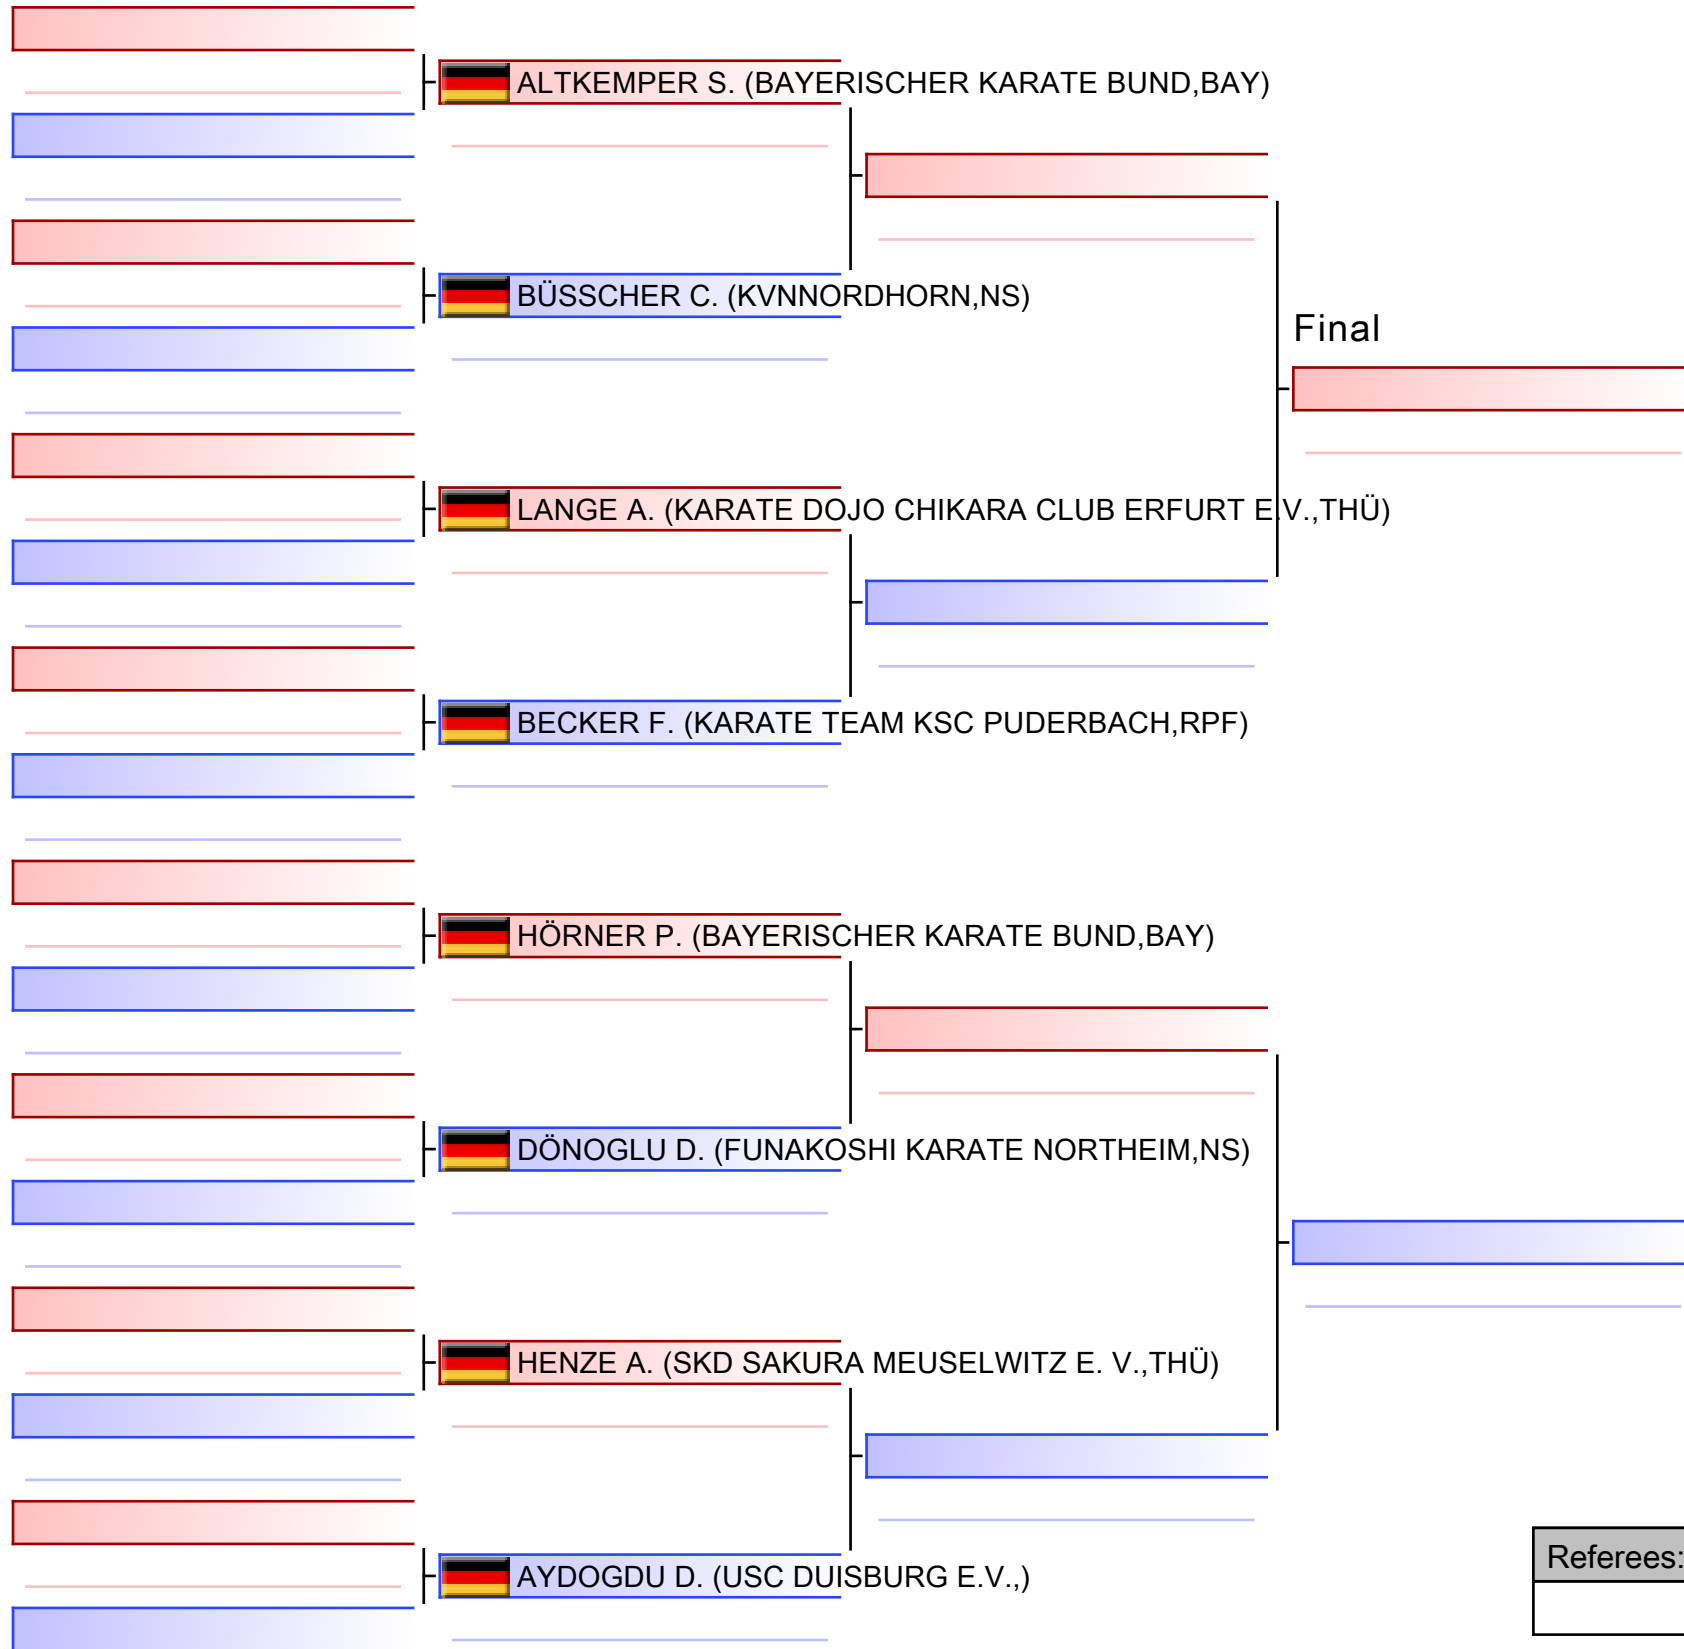 ALTKEMPER S. (BAYERISCHER KARATE BUND,BAY)
BÜSSCHER C. (KVNNORDHORN,NS)
Final
LANGE A. (KARATE DOJO CHIKARA CLUB ERFURT E.V.,THÜ)
BECKER F. (KARATE TEAM KSC PUDERBACH,RPF)
HÖRNER P. (BAYERISCHER KARATE BUND,BAY)
DÖNOGLU D. (FUNAKOSHI KARATE NORTHEIM,NS)
HENZE A. (SKD SAKURA MEUSELWITZ E. V.,THÜ)
Referees:
AYDOGDU D. (USC DUISBURG E.V.,)